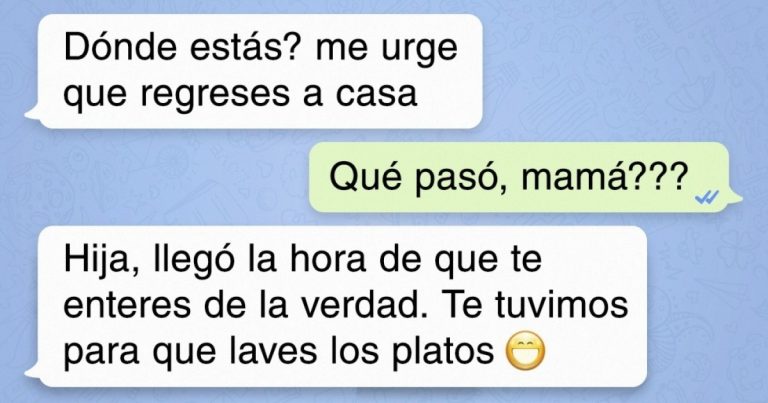 Dónde estás? me urge
que regreses a casa
Qué pasó, mamá???
Hija, llegó la hora de que te
enteres de la verdad. Te tuvimos
para que laves los platos 😁